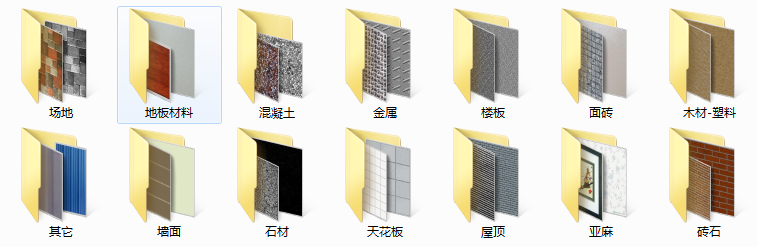 场地
地板材料
混凝土
金属
楼板
面砖
木材-塑料
其它
墙面
石材
天花板
屋顶
亚麻
砖石